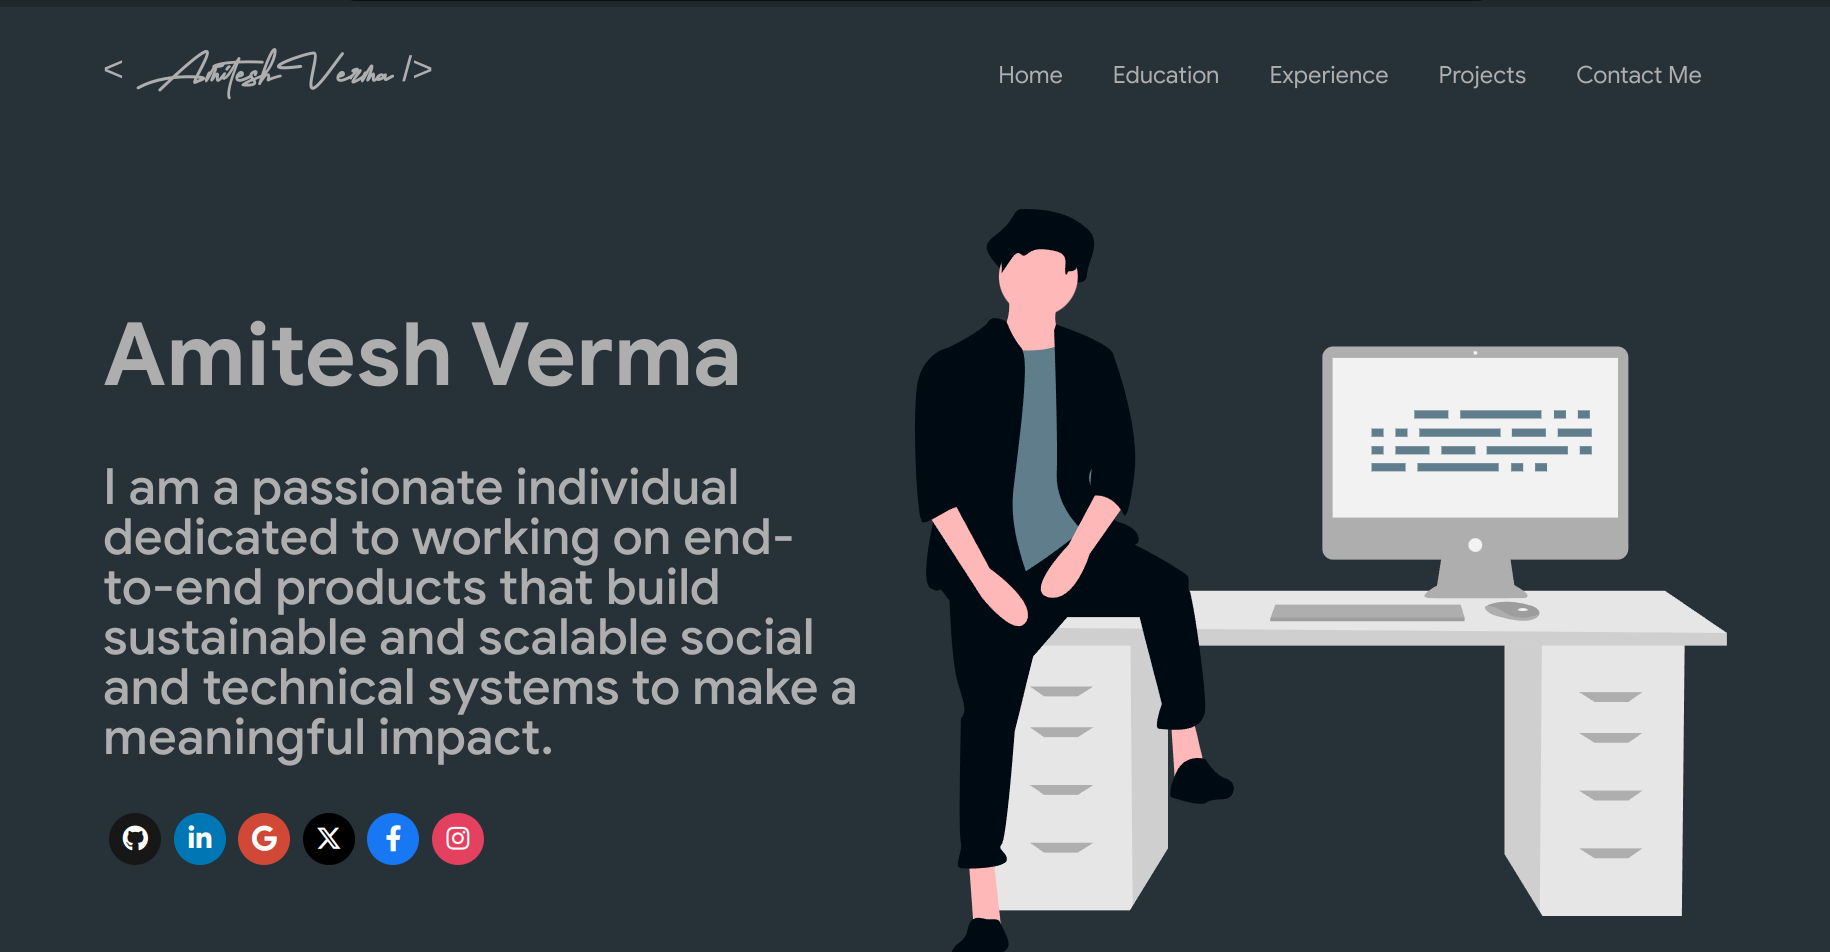 < Amitesh Verma />
Home Education Experience Projects Contact Me
Amitesh Verma
I am a passionate individual
dedicated to working on end-
to-end products that build
sustainable and scalable social
and technical systems to make a
meaningful impact.
in G X f